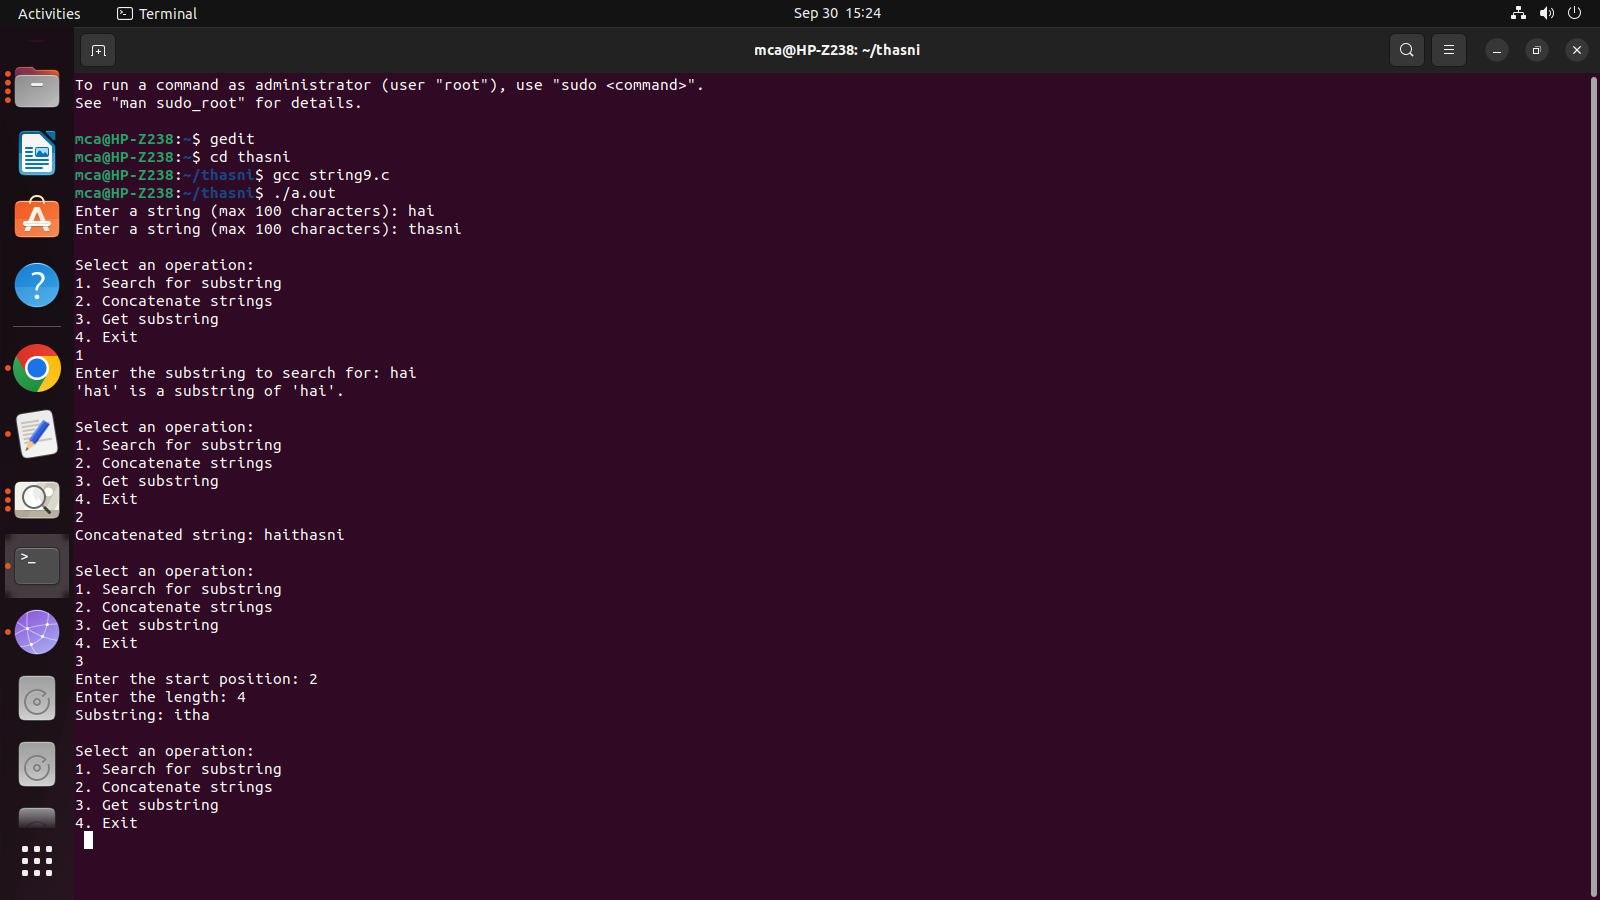 Activities
Terminal
Sep 30 15:24
mca@HP-Z238: ~/thasni
To run a command as administrator (user "root"), use "sudo <command>".
See "man sudo_root" for details.
mca@HP-Z238:~$ gedit
mca@HP-Z238:~$ cd thasni
mca@HP-Z238:~/thasni$ gcc string9.c
mca@HP-Z238:~/thasni$ ./a.out
Enter a string (max 100 characters): hai
Enter a string (max 100 characters): thasni
Select an operation:
1. Search for substring
2. Concatenate strings
3. Get substring
4. Exit
1
Enter the substring to search for: hai
'hai' is a substring of 'hai'.
Select an operation:
1. Search for substring
2. Concatenate strings
3. Get substring
4. Exit
2
Concatenated string: haithasni
Select an operation:
1. Search for substring
2. Concatenate strings
3. Get substring
4. Exit
3
Enter the start position: 2
Enter the length: 4
Substring: itha
Select an operation:
1. Search for substring
2. Concatenate strings
3. Get substring
4. Exit